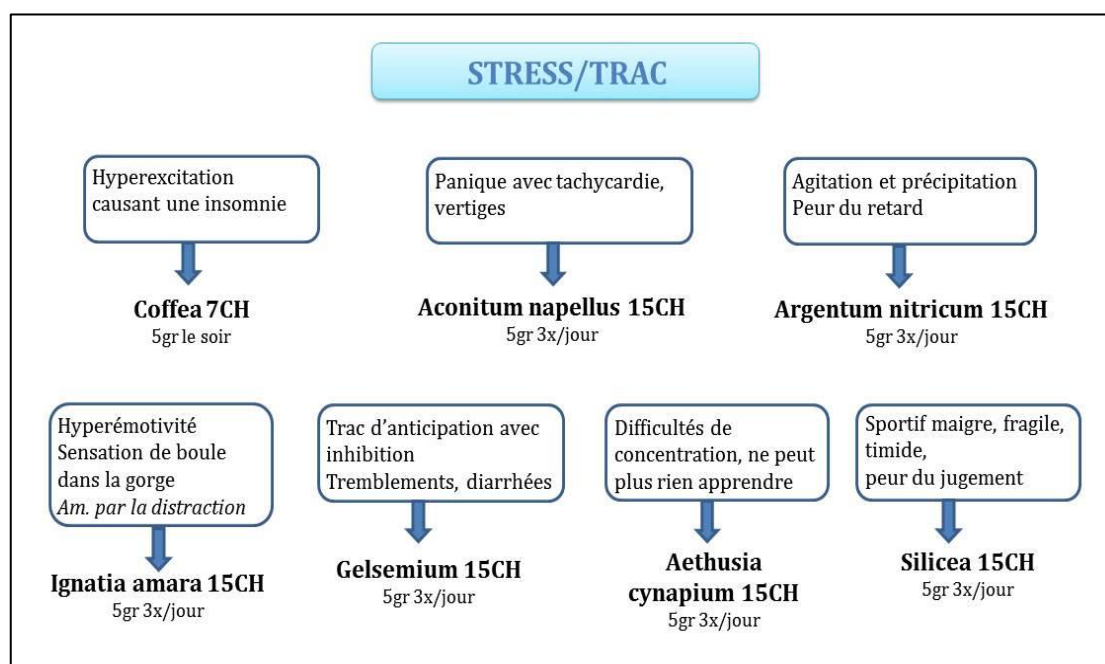 STRESS/TRAC
Hyperexcitation
causant une insomnie
Coffea 7CH
5gr le soir
Panique avec tachycardie,
vertiges
Aconitum napellus 15CH
5gr 3x/jour
Agitation et précipitation
Peur du retard
Argentum nitricum 15CH
5gr 3x/jour
Hyperémotivité
Sensation de boule
dans la gorge
Am. par la distraction
Ignatia amara 15CH
5gr 3x/jour
Trac d'anticipation avec
inhibition
Tremblements, diarrhées
Gelsemium 15CH
5gr 3x/jour
Difficultés de
concentration, ne peut
plus rien apprendre
Aethusia
cynapium 15CH
5gr 3x/jour
Sportif maigre, fragile,
timide,
peur du jugement
Silicea 15CH
5gr 3x/jour